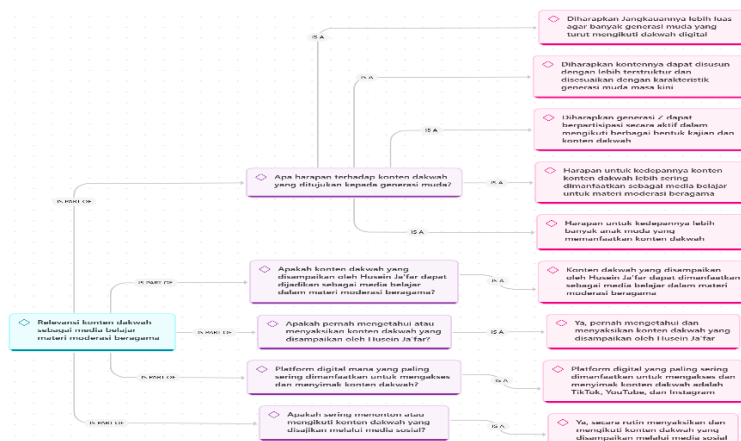 Diharapkan Jangkauannya lebih luas
agar banyak generasi muda yang
turut mengikuti dakwah digital
IS A
Diharapkan kontennya dapat disusun
dengan lebih terstruktur dan
disesuaikan dengan karakteristik
generasi muda masa kini
IS A
Diharapkan generasi Z dapat
berpartisipasi secara aktif dalam
mengikuti berbagai bentuk kajian dan
konten dakwah
IS A
Apa harapan terhadap konten dakwah
yang ditujukan kepada generasi muda?
IS A
Harapan untuk kedepannya konten
konten dakwah lebih sering
dimanfaatkan sebagai media belajar
untuk materi moderasi beragama
IS PART OF
IS A
Harapan untuk kedepannya lebih
banyak anak muda yang
memanfaatkan konten dakwah
Apakah konten dakwah yang
disampaikan oleh Husein Ja'far dapat
dijadikan sebagai media belajar
dalam materi moderasi beragama?
IS PART OF
IS A
Konten dakwah yang disampaikan
oleh Husein Ja'far dapat dimanfaatkan
sebagai media belajar dalam materi
moderasi beragama
Relevansi konten dakwah
sebagai media belajar
materi moderasi beragama
IS PART OF
Apakah pernah mengetahui atau
menyaksikan konten dakwah yang
disampaikan oleh Husein Ja'far?
IS A
Ya, pernah mengetahui dan
menyaksikan konten dakwah yang
disampaikan oleh Husein Ja'far
IS PART OF
Platform digital mana yang paling
sering dimanfaatkan untuk mengakses
dan menyimak konten dakwah?
IS A
Platform digital yang paling sering
dimanfaatkan untuk mengakses dan
menyimak konten dakwah adalah
TikTok, YouTube, dan Instagram
IS PART OF
Apakah sering menonton atau
mengikuti konten dakwah yang
disajikan melalui media sosial?
IS A
Ya, secara rutin menyaksikan dan
mengikuti konten dakwah yang
disampaikan melalui media sosial